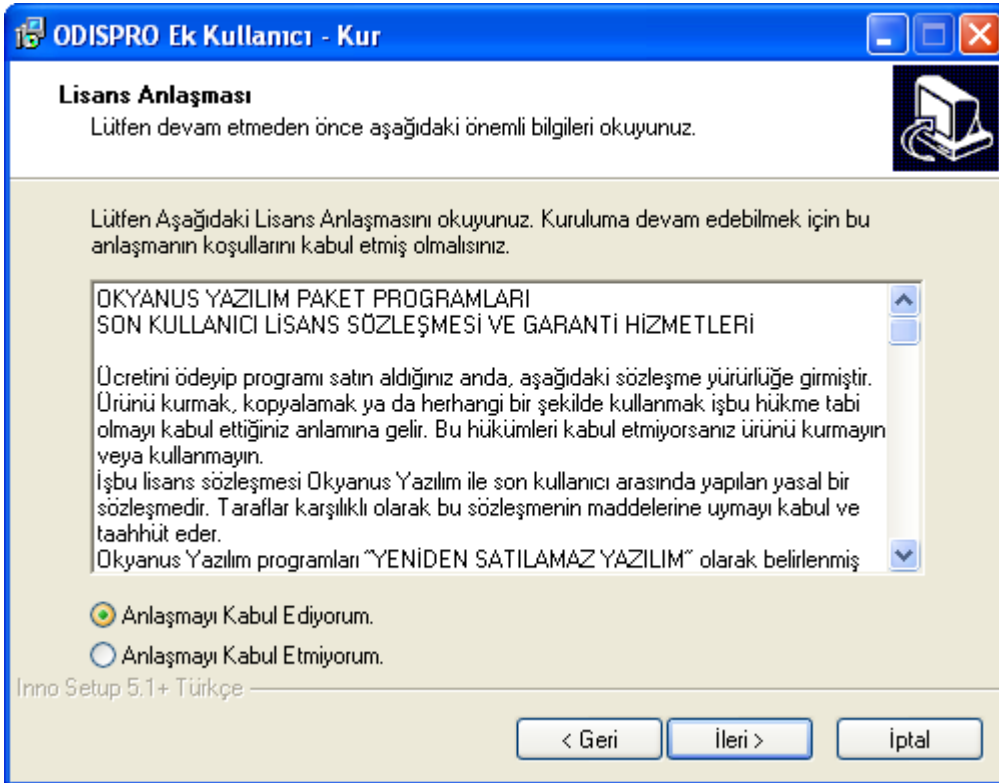 ODISPRO Ek Kullanıcı - Kur
Lisans Anlaşması
Lütfen devam etmeden önce aşağıdaki önemli bilgileri okuyunuz.
Lütfen Aşağıdaki Lisans Anlaşmasını okuyunuz. Kuruluma devam edebilmek için bu
anlaşmanın koşullarını kabul etmiş olmalısınız.
OKYANUS YAZILIM PAKET PROGRAMLARI
SON KULLANICI LİSANS SÖZLEŞMESİ VE GARANTİ HİZMETLERİ
Ücretini ödeyip programı satın aldığınız anda, aşağıdaki sözleşme yürürlüğe girmiştir.
Ürünü kurmak, kopyalamak ya da herhangi bir şekilde kullanmak işbu hükme tabi
olmayı kabul ettiğiniz anlamına gelir. Bu hükümleri kabul etmiyorsanız ürünü kurmayın
veya kullanmayın.
İşbu lisans sözleşmesi Okyanus Yazılım ile son kullanıcı arasında yapılan yasal bir
sözleşmedir. Taraflar karşılıklı olarak bu sözleşmenin maddelerine uymayı kabul ve
taahhüt eder.
Okyanus Yazılım programları "YENİDEN SATILAMAZ YAZILIM" olarak belirlenmiş
Anlaşmayı Kabul Ediyorum.
Anlaşmayı Kabul Etmiyorum.
Inno Setup 5.1+ Türkçe
< Geri
İleri >
İptal